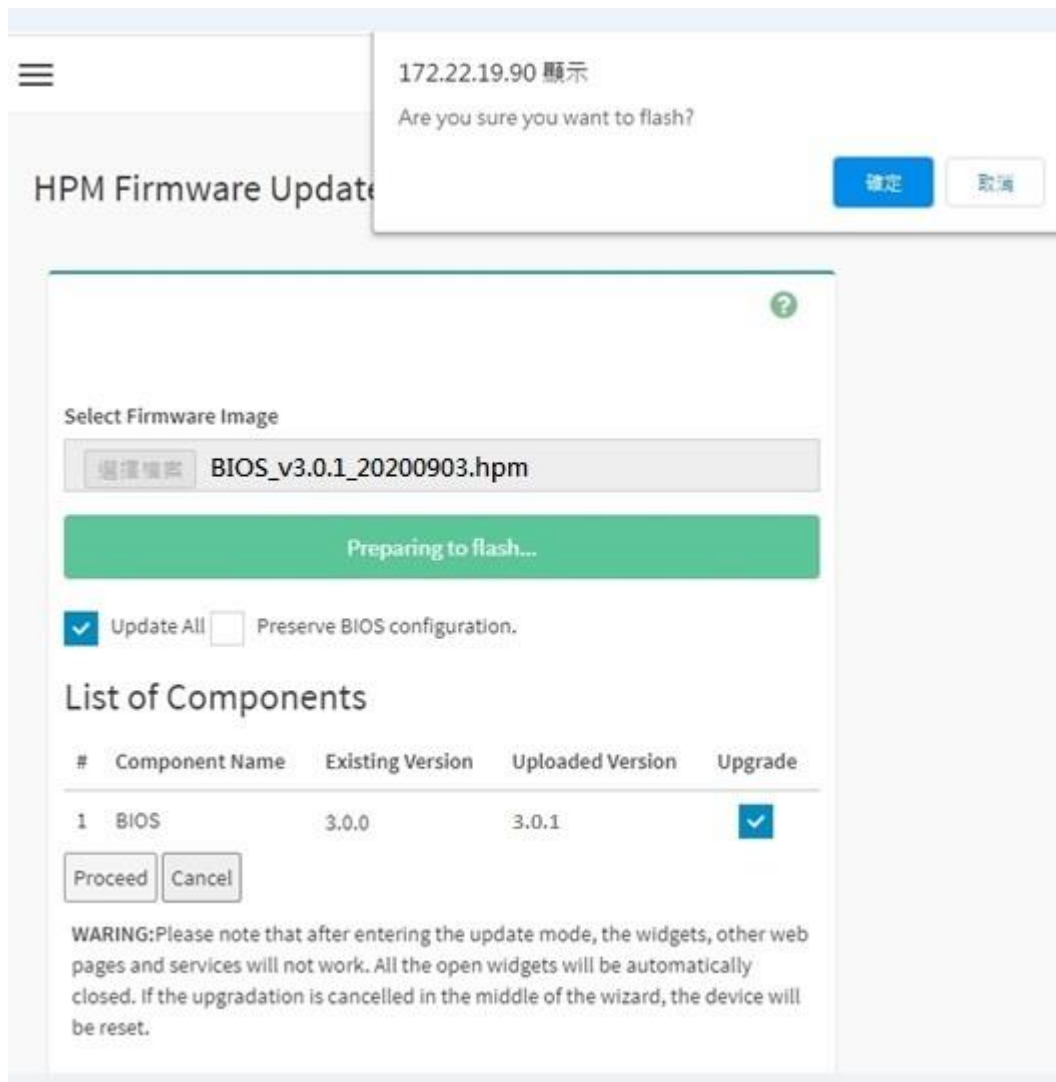 172.22.19.90 顯示
Are you sure you want to flash?
確定 取消
HPM Firmware Update
Select Firmware Image
選擇檔案 BIOS_v3.0.1_20200903.hpm
Preparing to flash...
Update All Preserve BIOS configuration.
List of Components
# Component Name Existing Version Uploaded Version Upgrade
1 BIOS 3.0.0 3.0.1
Proceed Cancel
WARING:Please note that after entering the update mode, the widgets, other web
pages and services will not work. All the open widgets will be automatically
closed. If the upgradation is cancelled in the middle of the wizard, the device will
be reset.